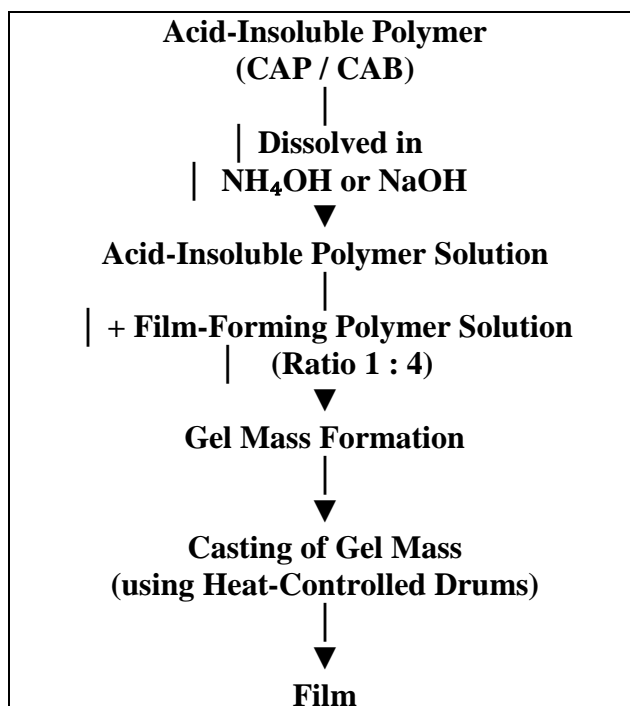 Acid-Insoluble Polymer
(CAP / CAB)
│
│ Dissolved in
│ NH₄OH or NaOH
▼
Acid-Insoluble Polymer Solution
│
│ + Film-Forming Polymer Solution
│ (Ratio 1 : 4)
▼
Gel Mass Formation
│
▼
Casting of Gel Mass
(using Heat-Controlled Drums)
│
▼
Film